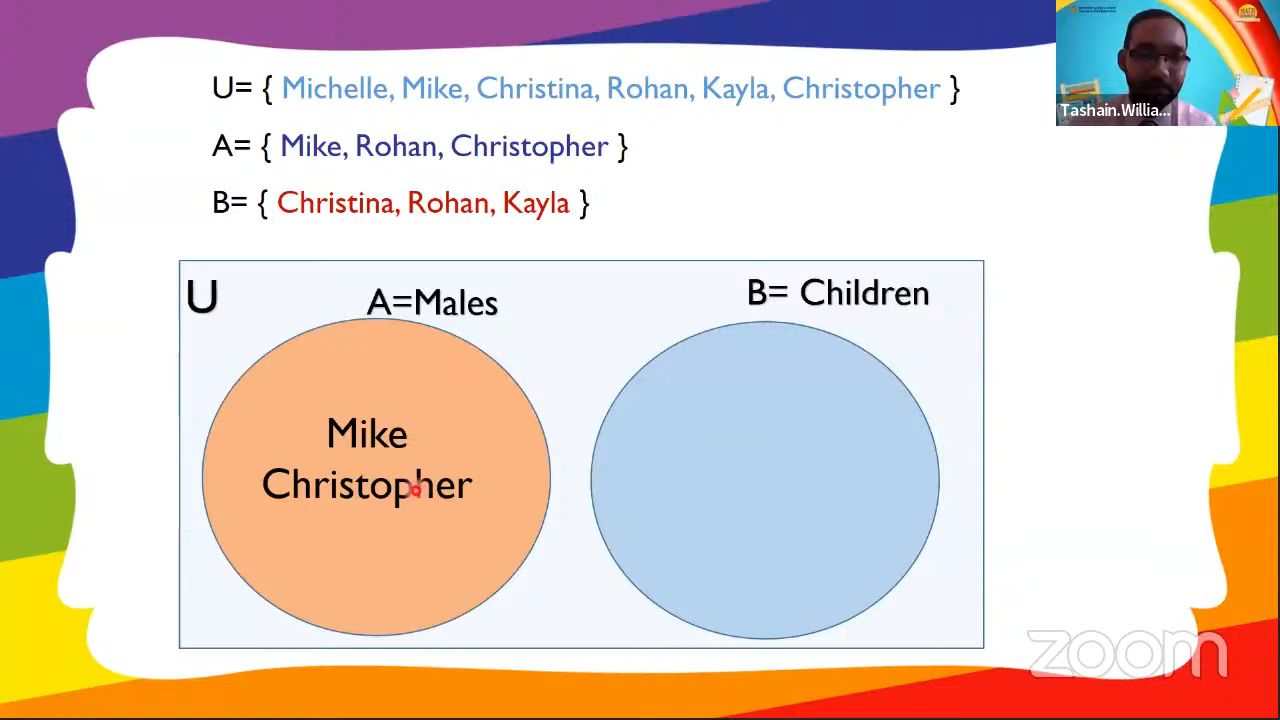 U= { Michelle, Mike, Christina, Rohan, Kayla, Christopher }
A= { Mike, Rohan, Christopher }
B= { Christina, Rohan, Kayla }
Tashain.Willia...
U
A=Males
B= Children
Mike
Christopher
zoom